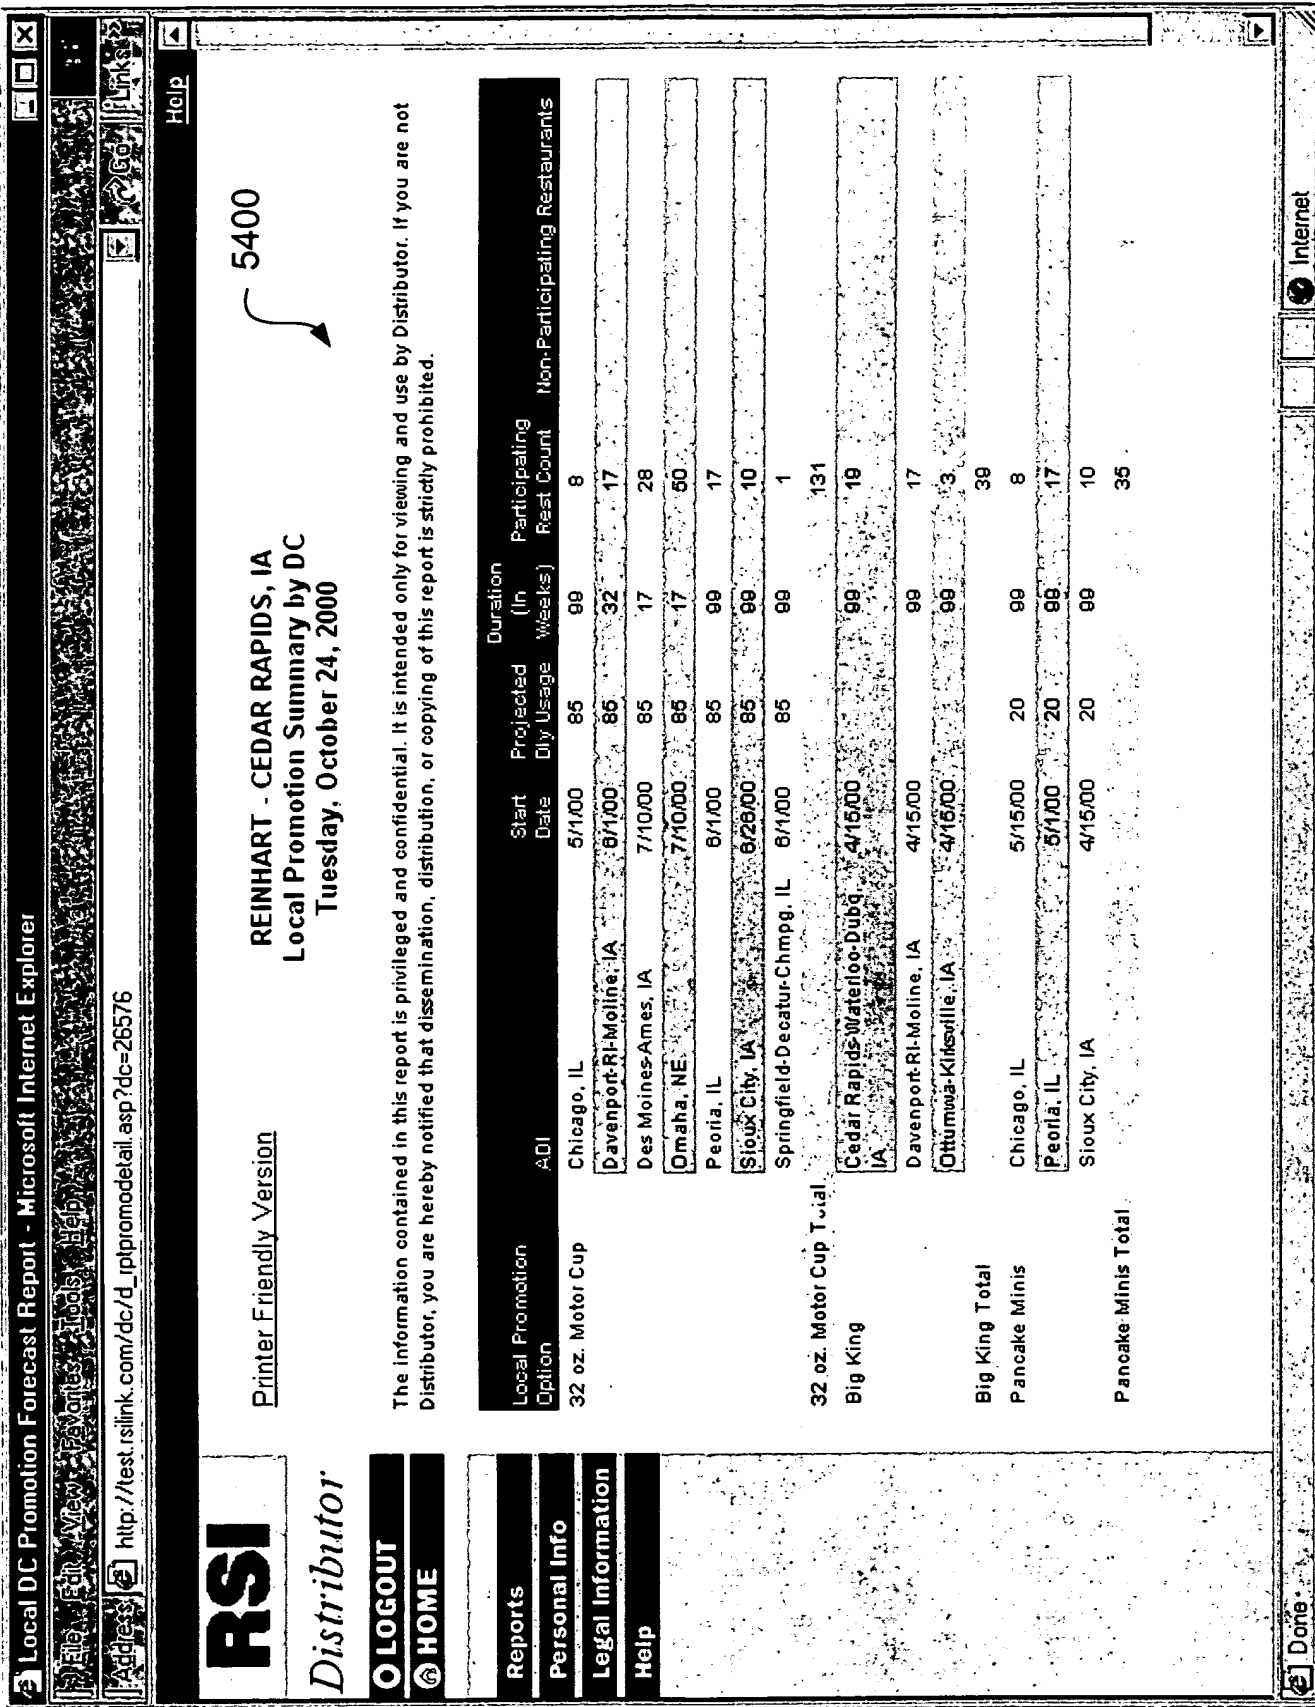 Local DC Promotion Forecast Report - Microsoft Internet Explorer
File Edit View Favorites Tools Help
Address http://test.rsilink.com/dc/d_rptpromodetail.asp?dc=26576 Go Links »
Help
RSI
Distributor
LOGOUT
HOME
Reports
Personal Info
Legal Information
Help
Printer Friendly Version
REINHART - CEDAR RAPIDS, IA
Local Promotion Summary by DC
Tuesday, October 24, 2000
5400
The information contained in this report is privileged and confidential. It is intended only for viewing and use by Distributor. If you are not
Distributor, you are hereby notified that dissemination, distribution, or copying of this report is strictly prohibited.
Local Promotion Option ADI Start Date Projected Dly Usage Duration (In Weeks) Participating Rest Count Non-Participating Restaurants
32 oz. Motor Cup Chicago, IL 5/1/00 85 99 8
Davenport-RI-Moline, IA 6/1/00 85 32 17
Des Moines-Ames, IA 7/10/00 85 17 28
Omaha, NE 7/10/00 85 17 50
Peoria, IL 6/1/00 85 99 17
Sioux City, IA 6/26/00 85 99 10
Springfield-Decatur-Chmpg, IL 6/1/00 85 99 1
32 oz. Motor Cup Total 131
Big King Cedar Rapids-Waterloo-Dubq, IA 4/15/00 99 19
Davenport-RI-Moline, IA 4/15/00 99 17
Ottumwa-Kirksville, IA 4/15/00 99 3
Big King Total 39
Pancake Minis Chicago, IL 5/15/00 20 99 8
Peoria, IL 5/1/00 20 99 17
Sioux City, IA 4/15/00 20 99 10
Pancake Minis Total 35
Done
Internet